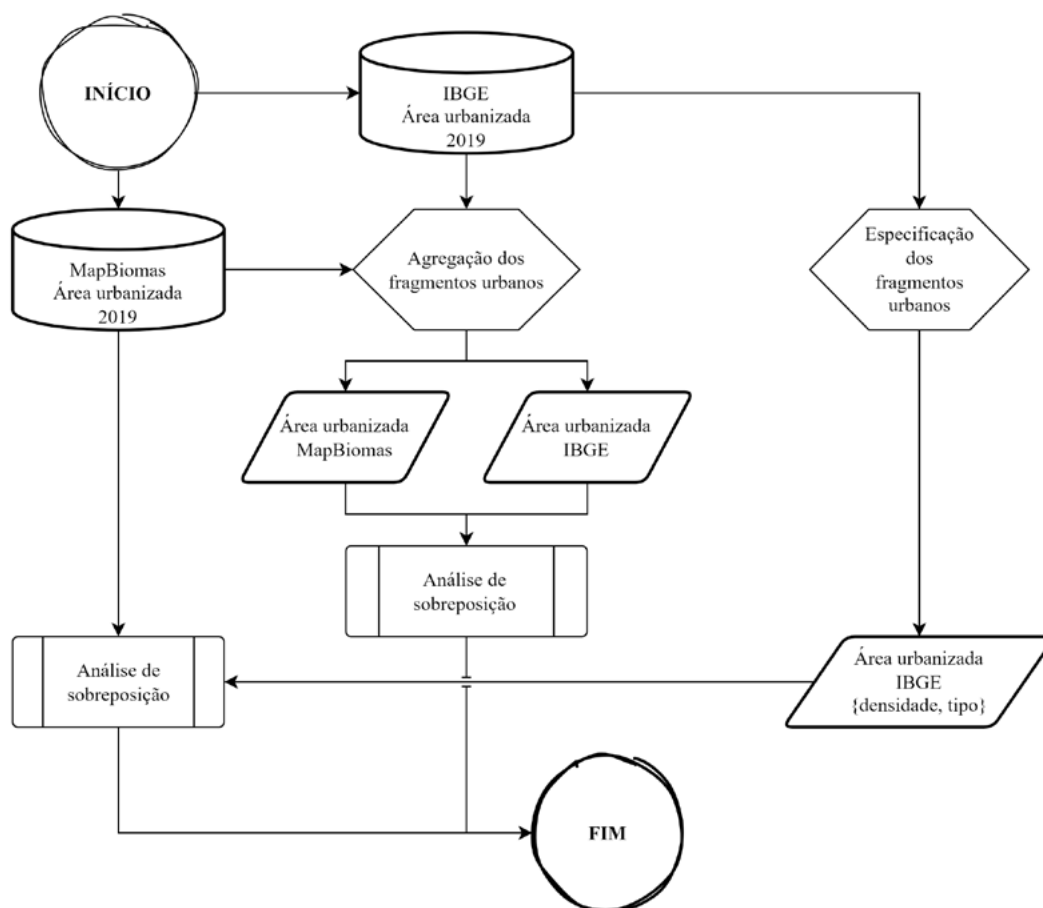 INÍCIO
IBGE
Área urbanizada
2019
MapBiomas
Área urbanizada
2019
Agregação dos
fragmentos urbanos
Especificação
dos
fragmentos
urbanos
Área urbanizada
MapBiomas
Área urbanizada
IBGE
Análise de
sobreposição
Análise de
sobreposição
Área urbanizada
IBGE
{densidade, tipo}
FIM